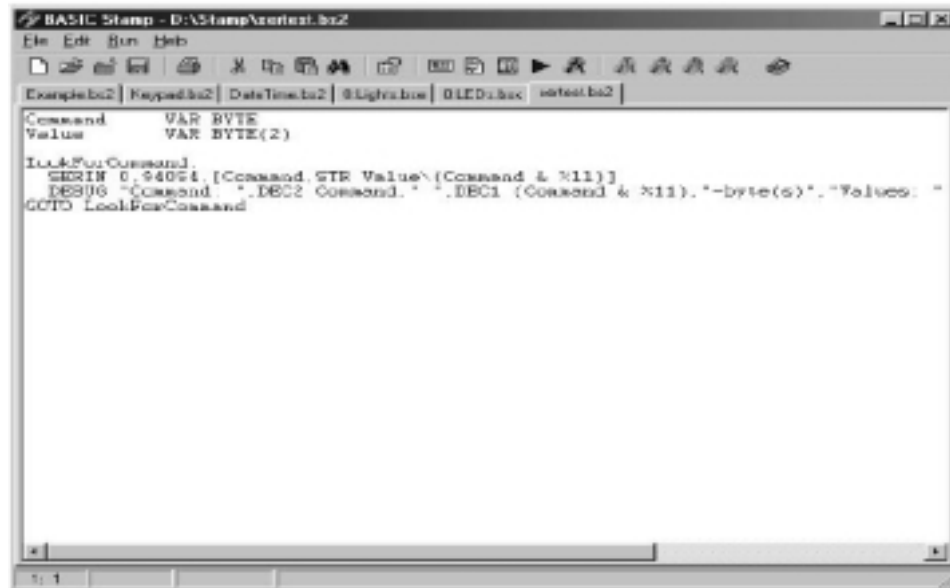 BASIC Stamp - D:\Stamp\sertest.bs2
File Edit Run Help
Example.bs2 Keypad.bs2 DateTime.bs2 8Lights.bse 8LEDs.bsx sertest.bs2
Command VAR BYTE
Value VAR BYTE(2)
LookForCommand:
SERIN 0,94054,[Command,STR Value\(Command & %11)]
DEBUG "Command: ",DEC2 Command," ",DEC1 (Command & %11),"-byte(s)","Values: "
GOTO LookForCommand
1: 1